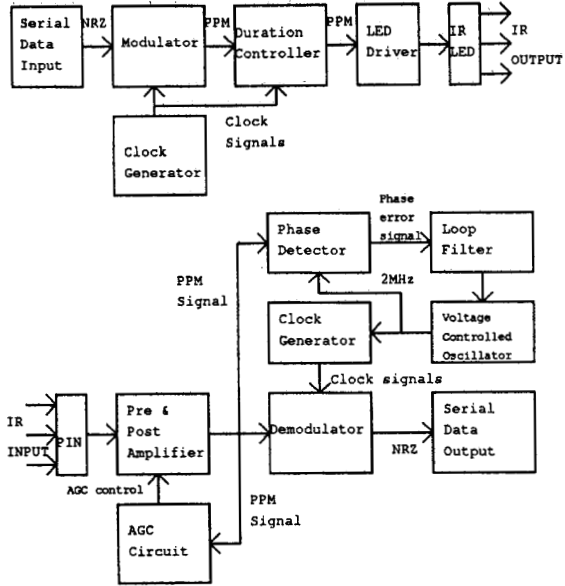 Serial
Data
Input
NRZ
Modulator
PPM
Duration
Controller
PPM
LED
Driver
IR
LED
IR
OUTPUT
Clock
Generator
Clock
Signals
Phase
Detector
Phase
error
signal
Loop
Filter
PPM
Signal
2MHz
Clock
Generator
Voltage
Controlled
Oscillator
Clock signals
IR
INPUT
PIN
Pre &
Post
Amplifier
Demodulator
NRZ
Serial
Data
Output
AGC control
AGC
Circuit
PPM
Signal